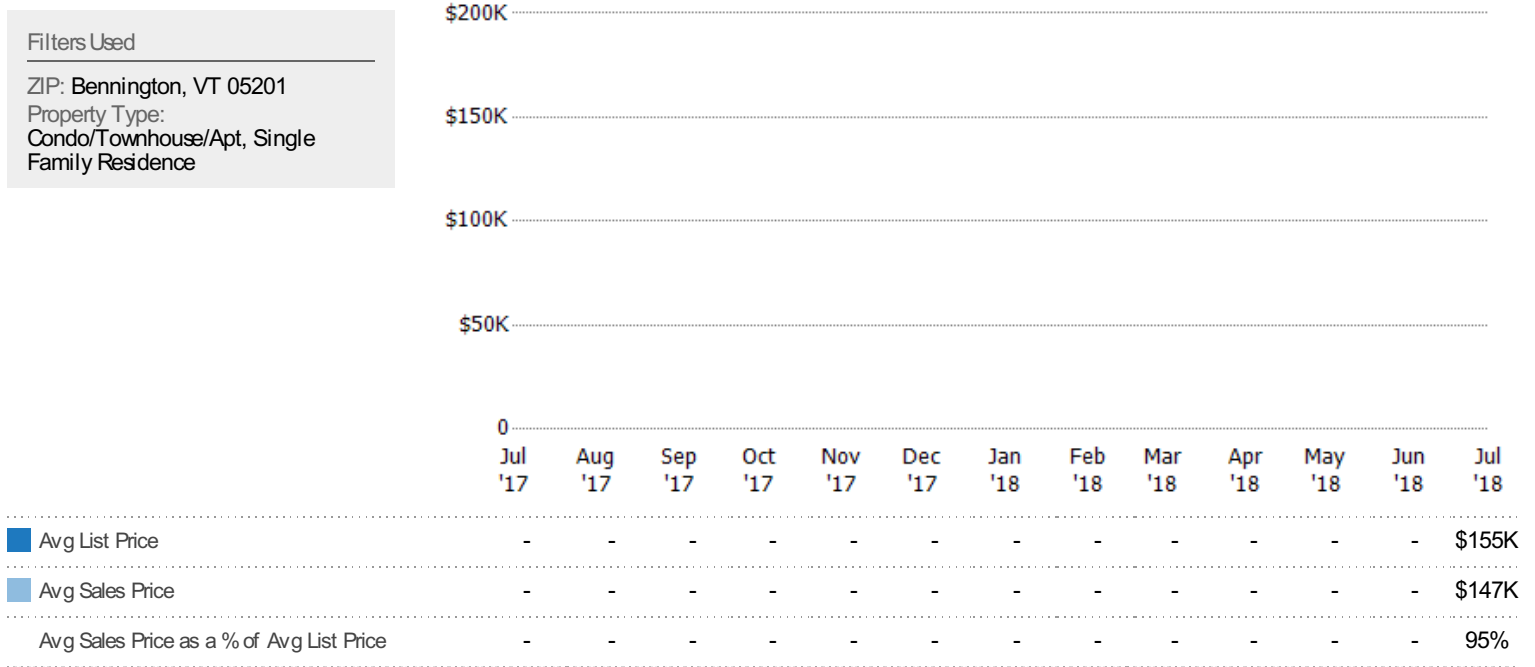 Filters Used
ZIP: Bennington, VT 05201
Property Type:
Condo/Townhouse/Apt, Single
Family Residence
$200K
$150K
$100K
$50K
0
Jul Aug Sep Oct Nov Dec Jan Feb Mar Apr May Jun Jul
'17 '17 '17 '17 '17 '17 '18 '18 '18 '18 '18 '18 '18
Avg List Price - - - - - - - - - - - - $155K
Avg Sales Price - - - - - - - - - - - - $147K
Avg Sales Price as a % of Avg List Price - - - - - - - - - - - - 95%